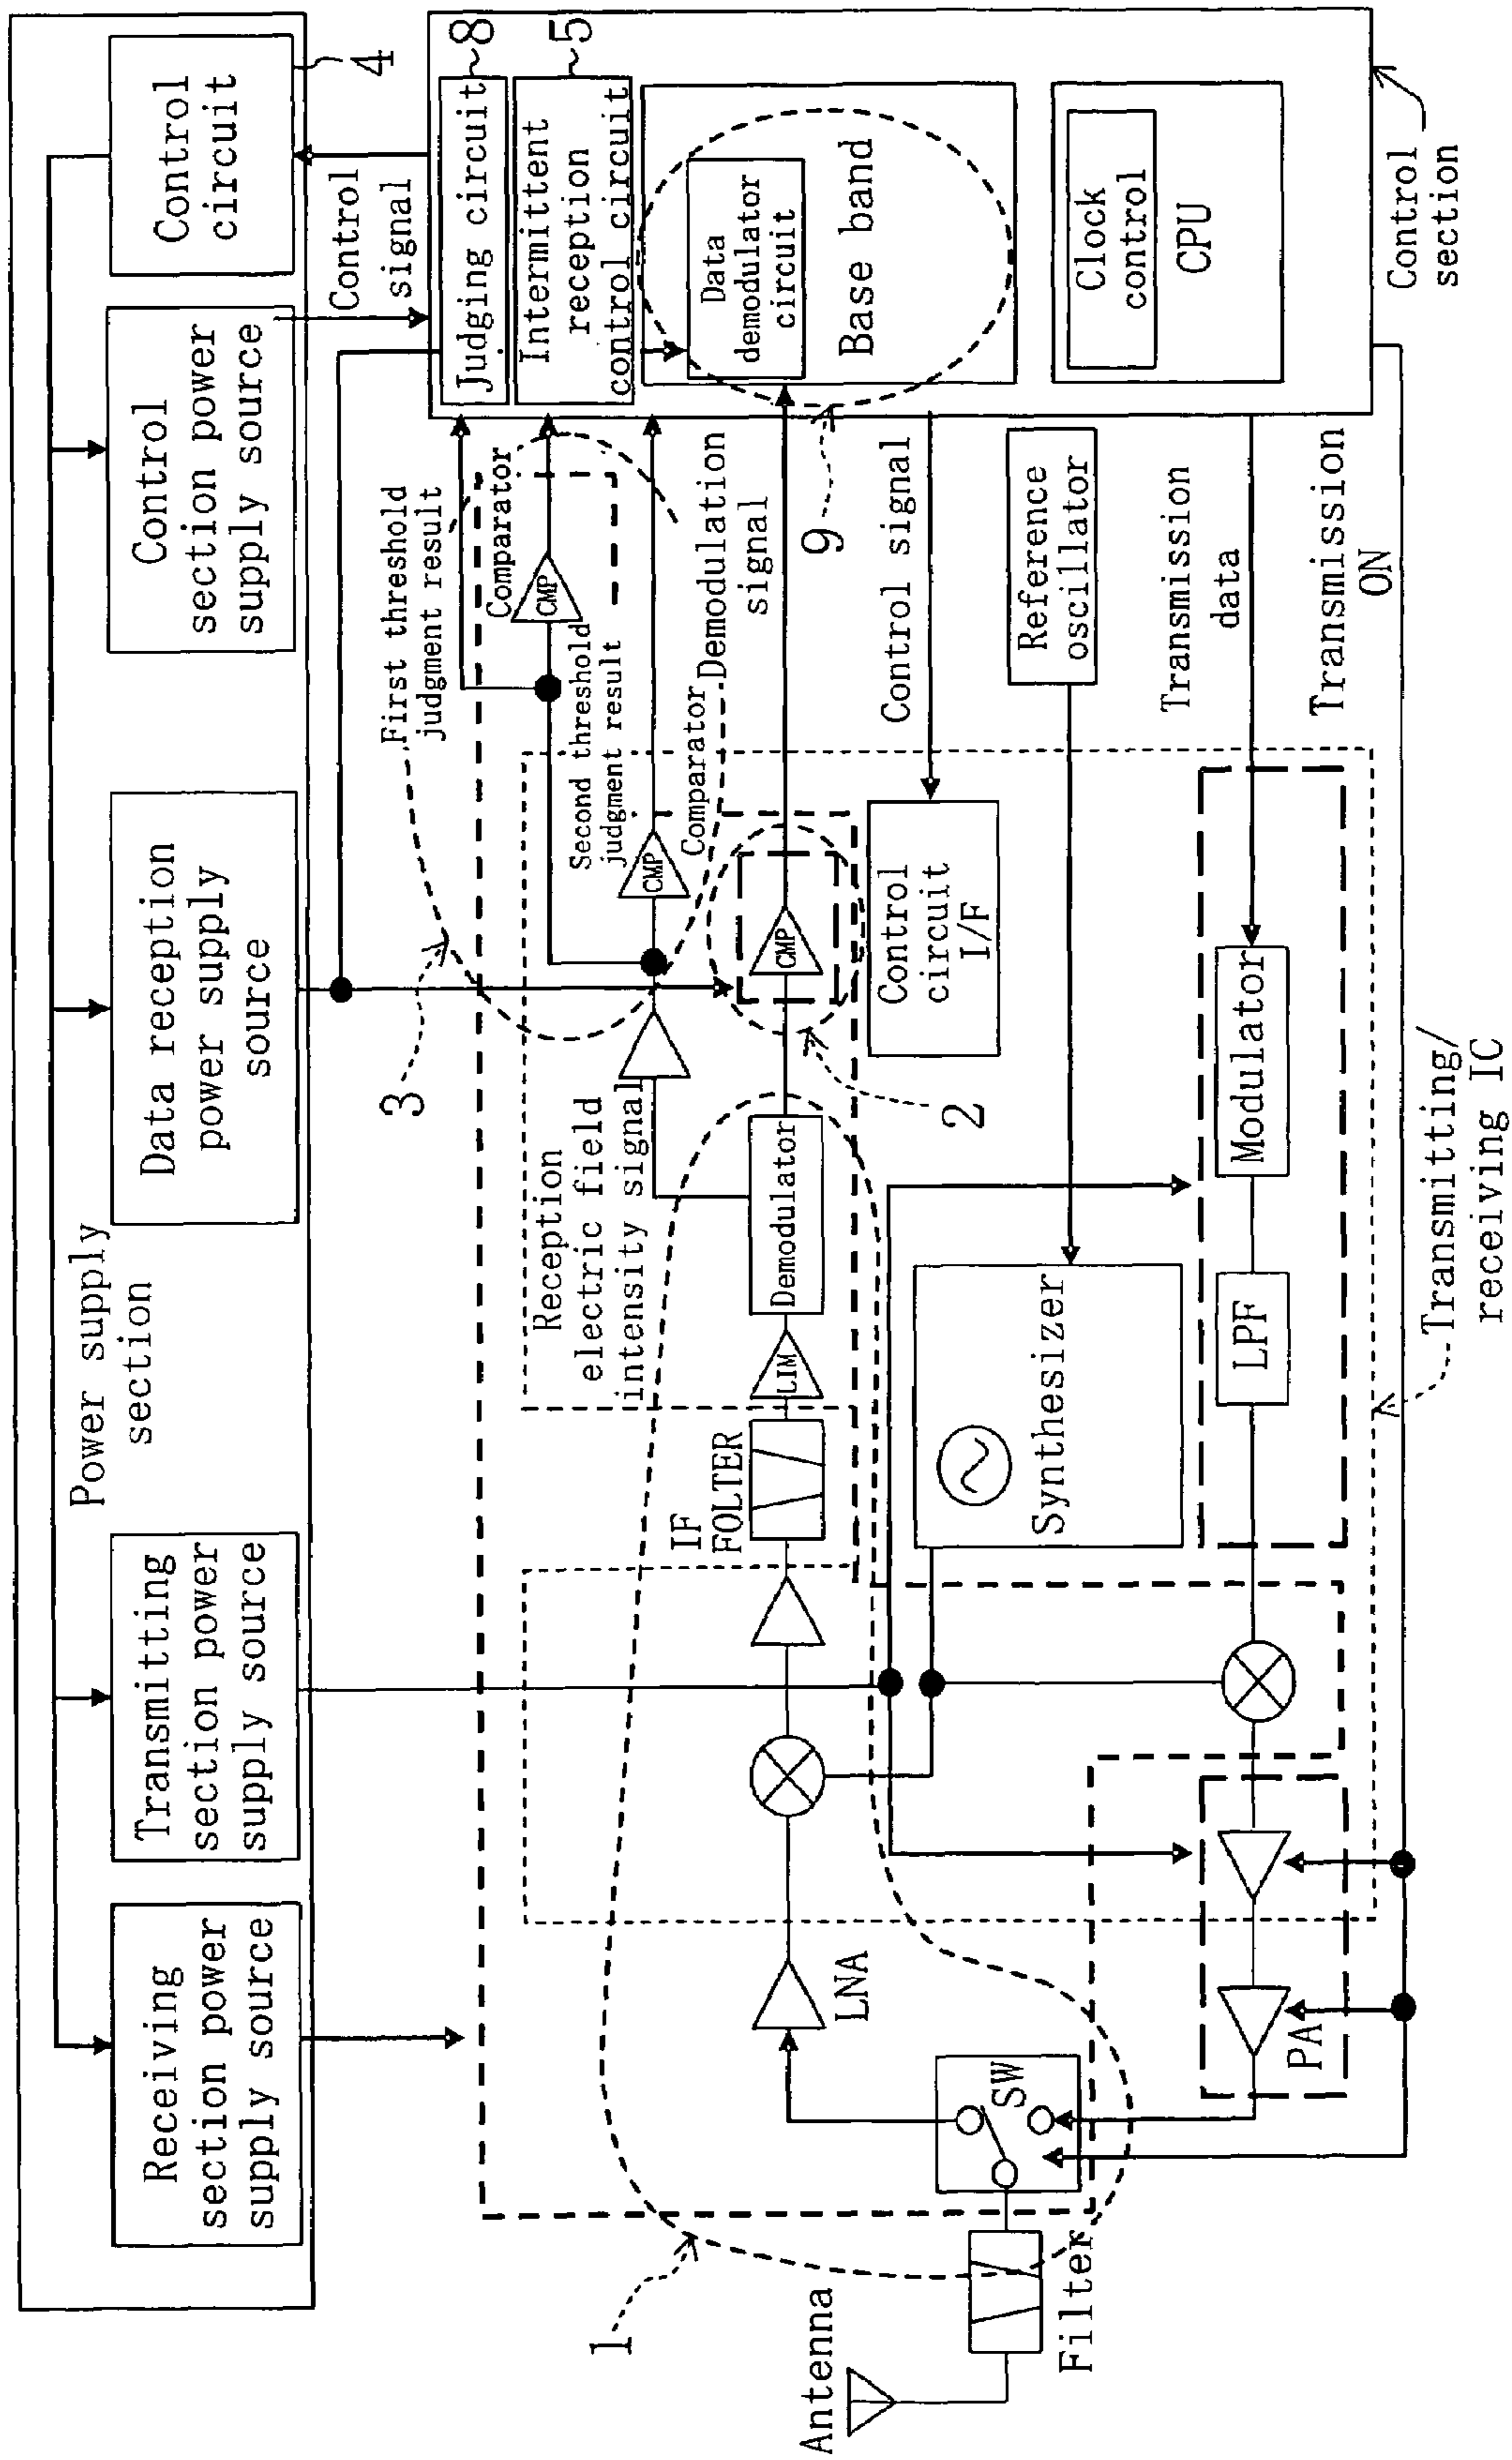 Power supply
section
Receiving
section power
supply source
Transmitting
section power
supply source
Data reception
power supply
source
Control
section power
supply source
Control
circuit
4
Control
signal
3
First threshold
judgment result
Comparator
CMP
Second threshold
judgment result
CMP
Comparator
Reception
electric field
intensity signal
Demodulation
signal
Judging circuit
8
Intermittent
reception
control circuit
5
Data
demodulator
circuit
Base band
9
Clock
control
CPU
Control
section
1
Antenna
Filter
SW
LNA
IF
FOLTER
LIM
Demodulator
CMP
2
Control
circuit
I/F
Control signal
Reference
oscillator
Synthesizer
Transmission
data
Transmission
ON
PA
LPF
Modulator
Transmitting/
receiving IC